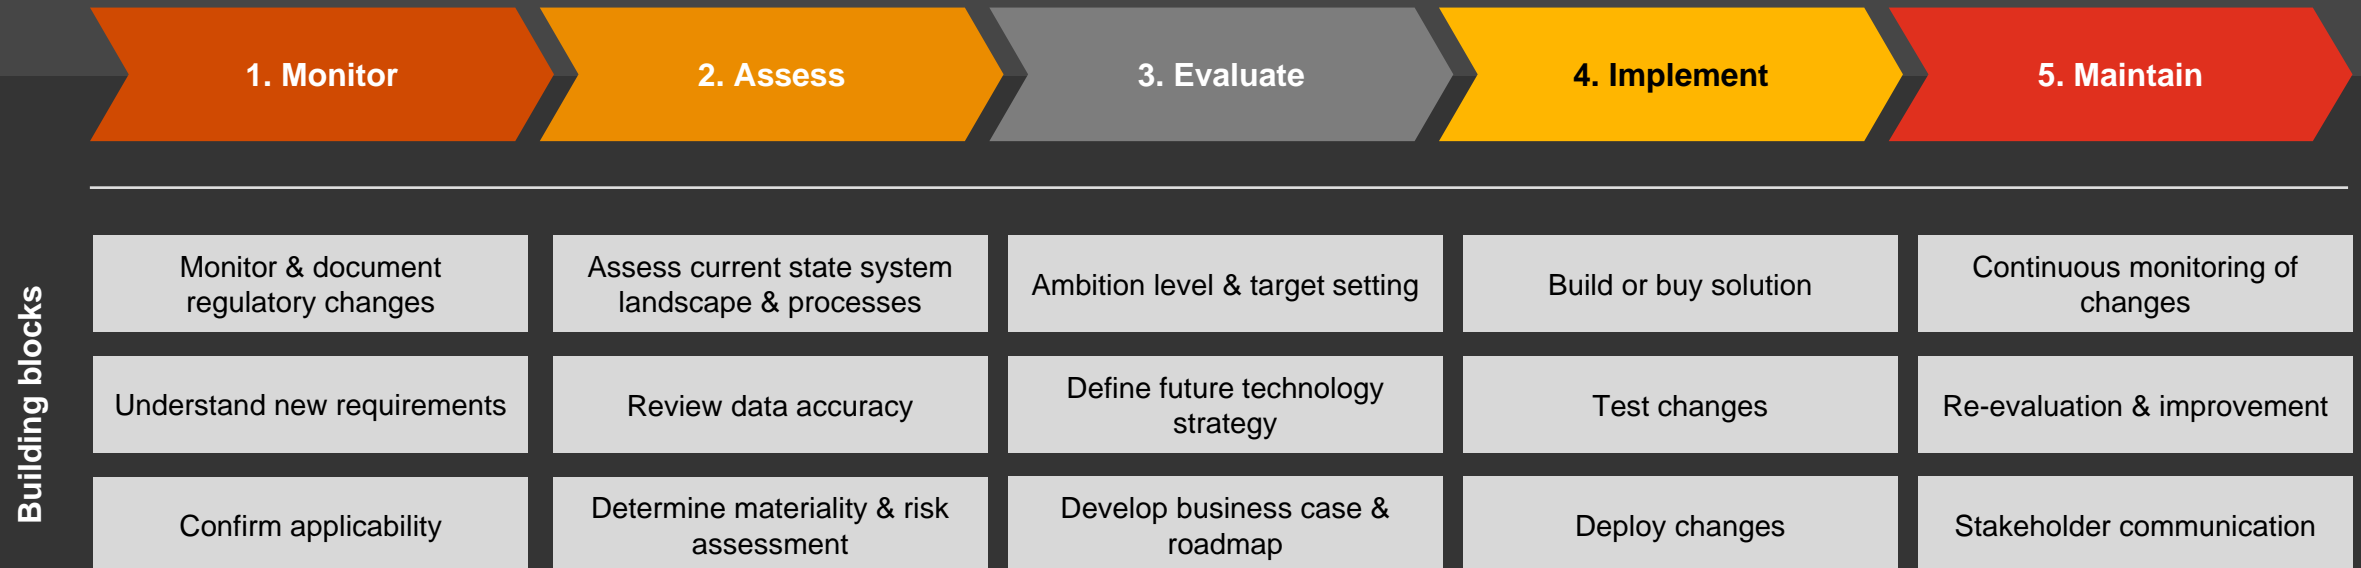 1. Monitor
2. Assess
3. Evaluate
4. Implement
5. Maintain
Building blocks
Monitor & document
regulatory changes
Assess current state system
landscape & processes
Ambition level & target setting
Build or buy solution
Continuous monitoring of
changes
Understand new requirements
Review data accuracy
Define future technology
strategy
Test changes
Re-evaluation & improvement
Confirm applicability
Determine materiality & risk
assessment
Develop business case &
roadmap
Deploy changes
Stakeholder communication